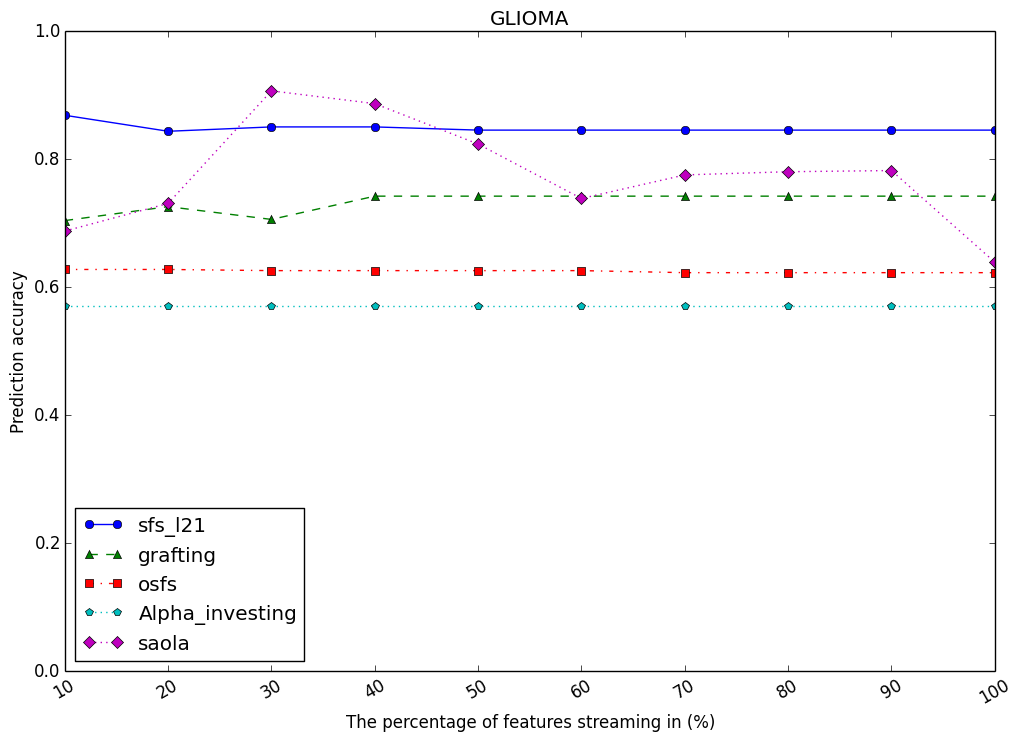 GLIOMA
Prediction accuracy
1.0
0.8
0.6
0.4
0.2
0.0
sfs_l21
grafting
osfs
Alpha_investing
saola
10 20 30 40 50 60 70 80 90 100
The percentage of features streaming in (%)